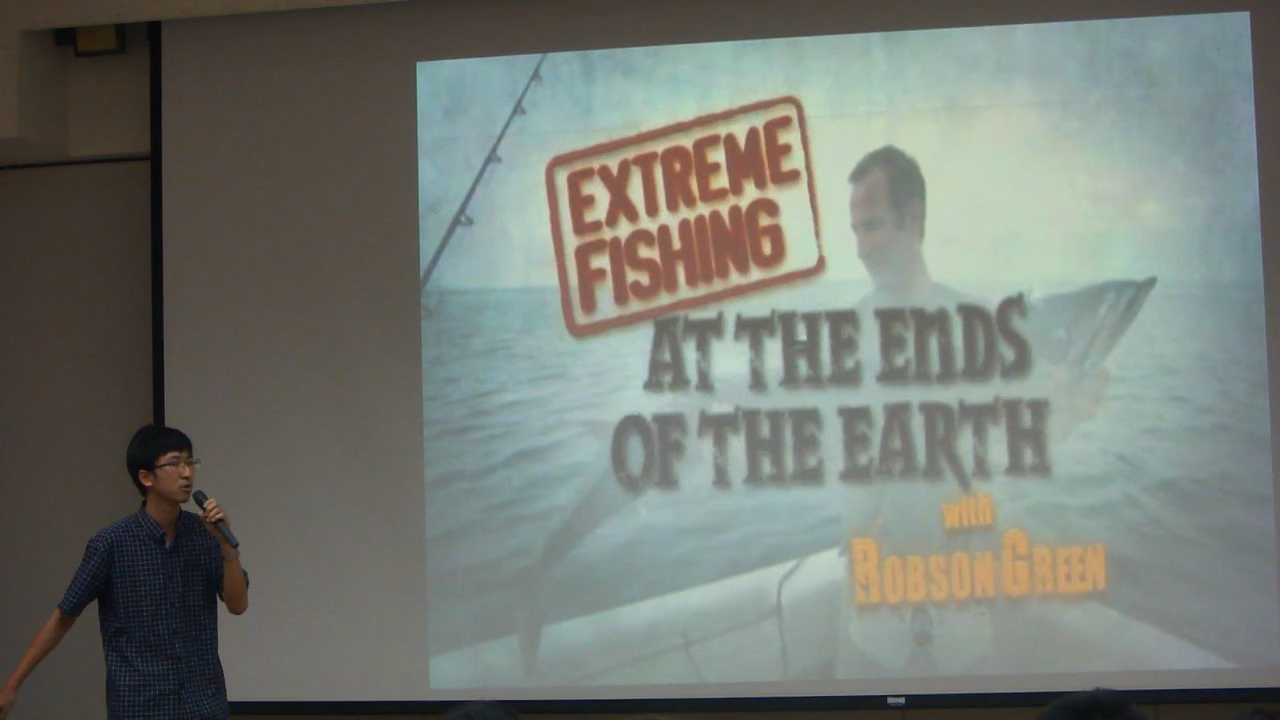 EXTREME
FISHING
AT THE ENDS
OF THE EARTH
with
ROBSON GREEN